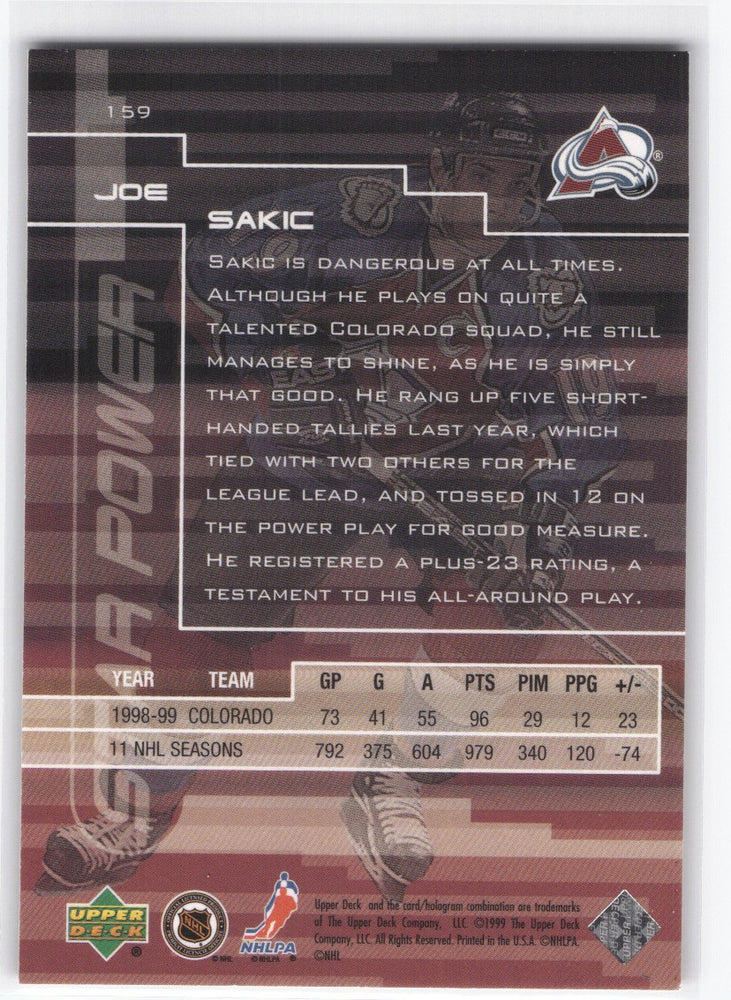 159
JOE
SAKIC
SAKIC IS DANGEROUS AT ALL TIMES.
ALTHOUGH HE PLAYS ON QUITE A
TALENTED COLORADO SQUAD, HE STILL
MANAGES TO SHINE, AS HE IS SIMPLY
THAT GOOD. HE RANG UP FIVE SHORT-
HANDED TALLIES LAST YEAR, WHICH
TIED WITH TWO OTHERS FOR THE
LEAGUE LEAD, AND TOSSED IN 12 ON
THE POWER PLAY FOR GOOD MEASURE.
HE REGISTERED A PLUS-23 RATING, A
TESTAMENT TO HIS ALL-AROUND PLAY.
STAR POWER
YEAR TEAM GP G A PTS PIM PPG +/-
1998-99 COLORADO 73 41 55 96 29 12 23
11 NHL SEASONS 792 375 604 979 340 120 -74
UPPER
D·E·C·K
®
NHL
©NHL
NHLPA
©NHLPA
Upper Deck and the card/hologram combination are trademarks
of The Upper Deck Company, LLC ©1999 The Upper Deck
Company, LLC. All Rights Reserved. Printed in the U.S.A. ©NHLPA.
©NHL